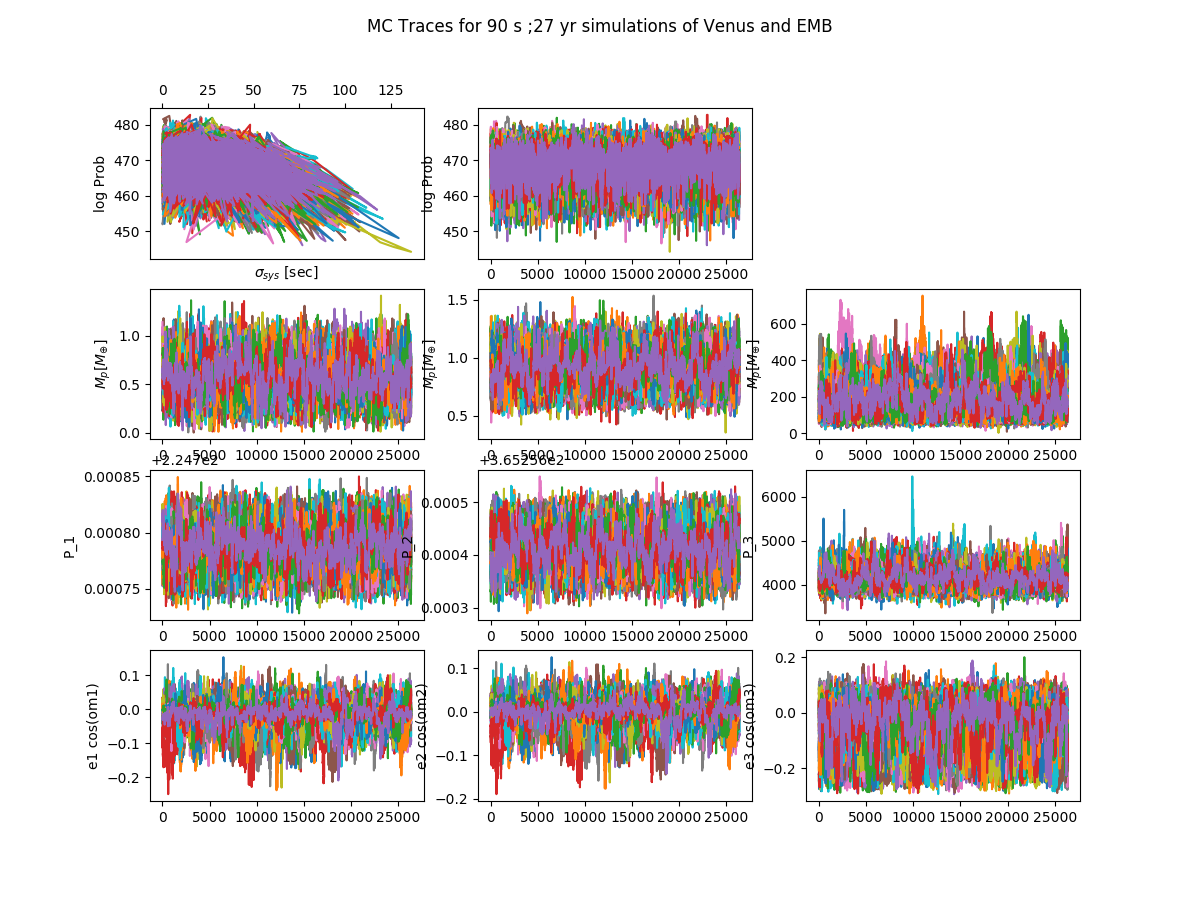 MC Traces for 90 s ;27 yr simulations of Venus and EMB
0 25 50 75 100 125
480
470
460
450
log Prob
σsys [sec]
480
470
460
450
log Prob
0 5000 10000 15000 20000 25000
1.0
0.5
0.0
Mp[M⊕]
0 5000 10000 15000 20000 25000
1.5
1.0
0.5
Mp[M⊕]
0 5000 10000 15000 20000 25000
600
400
200
0
Mp[M⊕]
+2.247e2
0.00085
0.00080
0.00075
P_1
0 5000 10000 15000 20000 25000
+3.65256e2
0.0005
0.0004
0.0003
P_2
0 5000 10000 15000 20000 25000
6000
5000
4000
P_3
0 5000 10000 15000 20000 25000
0.1
0.0
−0.1
−0.2
e1 cos(om1)
0 5000 10000 15000 20000 25000
0.1
0.0
−0.1
−0.2
e2 cos(om2)
0 5000 10000 15000 20000 25000
0.2
0.0
−0.2
e3 cos(om3)
0 5000 10000 15000 20000 25000